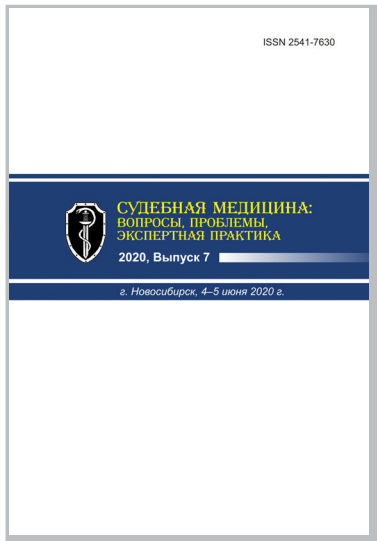 ISSN 2541-7630
СУДЕБНАЯ МЕДИЦИНА:
ВОПРОСЫ, ПРОБЛЕМЫ,
ЭКСПЕРТНАЯ ПРАКТИКА
2020, Выпуск 7
г. Новосибирск, 4–5 июня 2020 г.